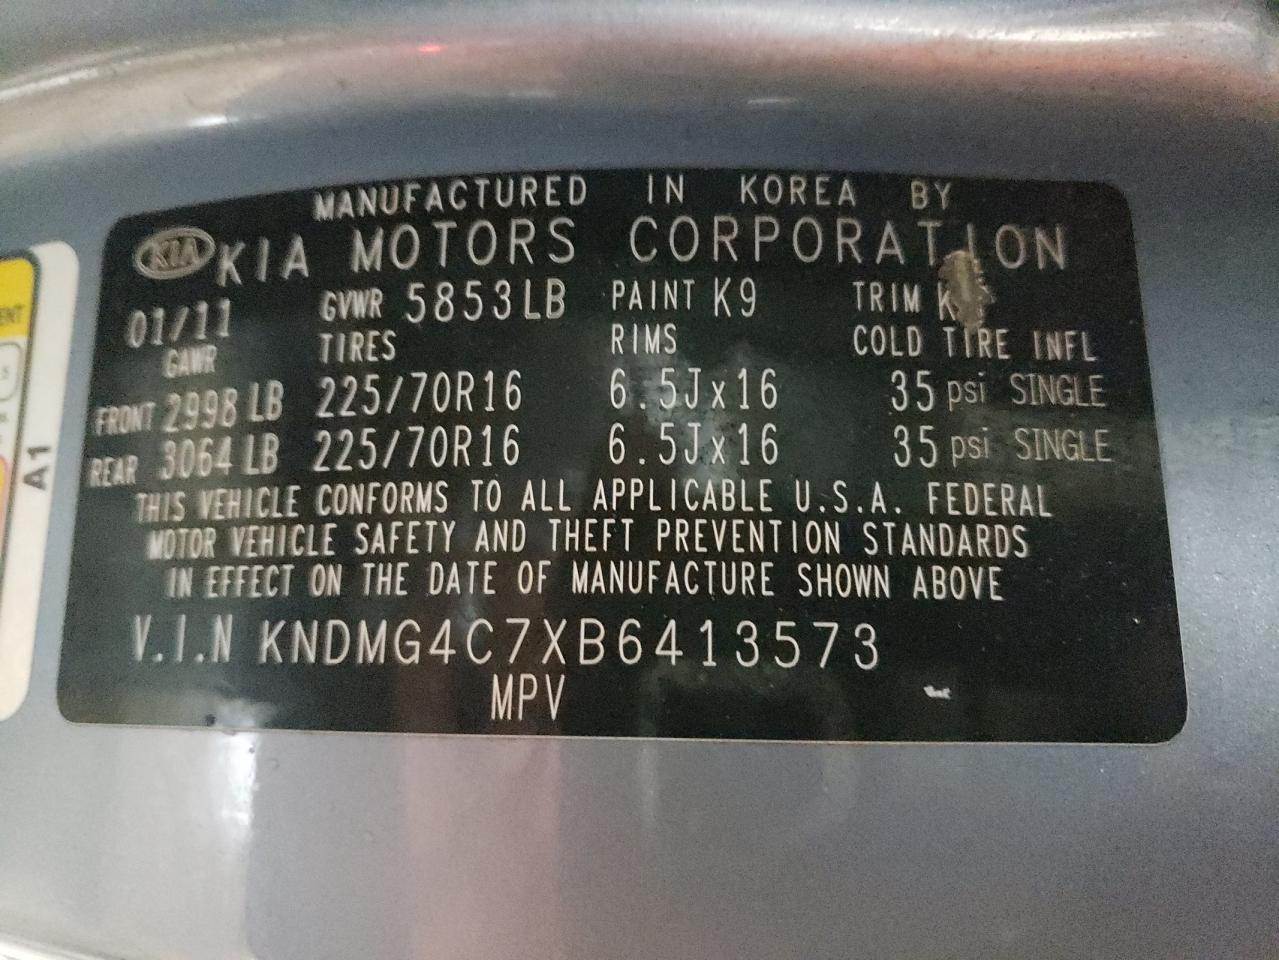 MANUFACTURED IN KOREA BY
KIA KIA MOTORS CORPORATION
01/11 GVWR 5853LB PAINT K9 TRIM
GAWR TIRES RIMS COLD TIRE INFL
FRONT 2998 LB 225/70R16 6.5Jx16 35 psi SINGLE
REAR 3064 LB 225/70R16 6.5Jx16 35 psi SINGLE
THIS VEHICLE CONFORMS TO ALL APPLICABLE U.S.A. FEDERAL
MOTOR VEHICLE SAFETY AND THEFT PREVENTION STANDARDS
IN EFFECT ON THE DATE OF MANUFACTURE SHOWN ABOVE
V.I.N KNDMG4C7XB6413573
MPV
A1